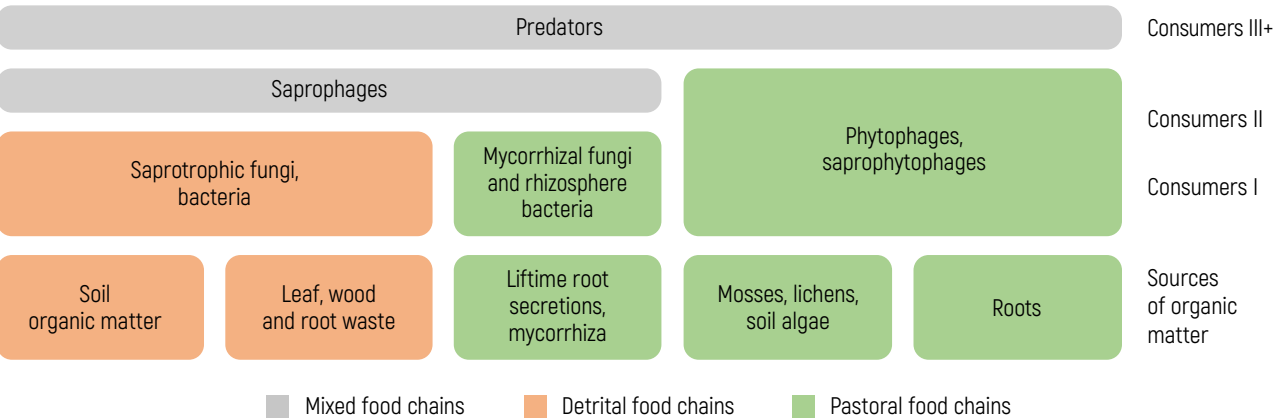 Predators
Consumers III+
Saprophages
Phytophages,
saprophytophages
Consumers II
Saprotrophic fungi,
bacteria
Mycorrhizal fungi
and rhizosphere
bacteria
Consumers I
Soil
organic matter
Leaf, wood
and root waste
Liftime root
secretions,
mycorrhiza
Mosses, lichens,
soil algae
Roots
Sources
of organic
matter
Mixed food chains
Detrital food chains
Pastoral food chains